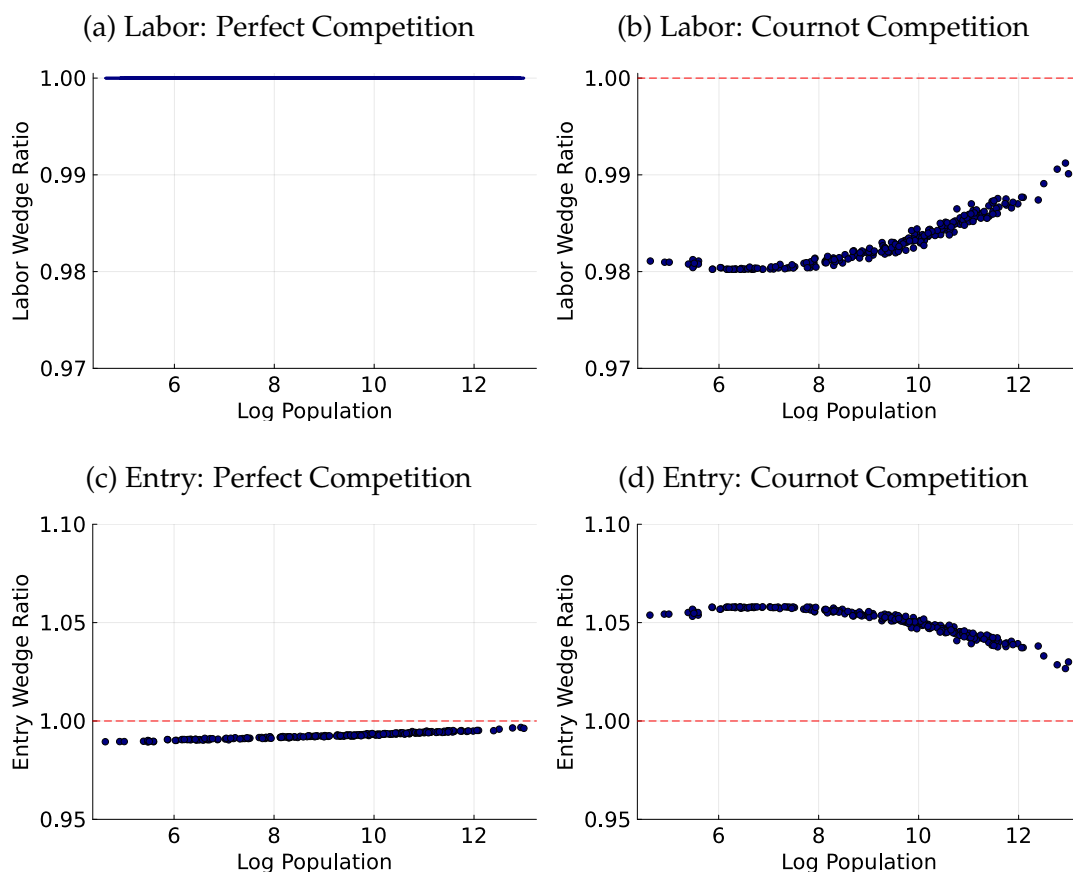 (a) Labor: Perfect Competition
1.00
0.99
0.98
0.97
Labor Wedge Ratio
6 8 10 12
Log Population
(b) Labor: Cournot Competition
1.00
0.99
0.98
0.97
Labor Wedge Ratio
6 8 10 12
Log Population
(c) Entry: Perfect Competition
1.10
1.05
1.00
0.95
Entry Wedge Ratio
6 8 10 12
Log Population
(d) Entry: Cournot Competition
1.10
1.05
1.00
0.95
Entry Wedge Ratio
6 8 10 12
Log Population